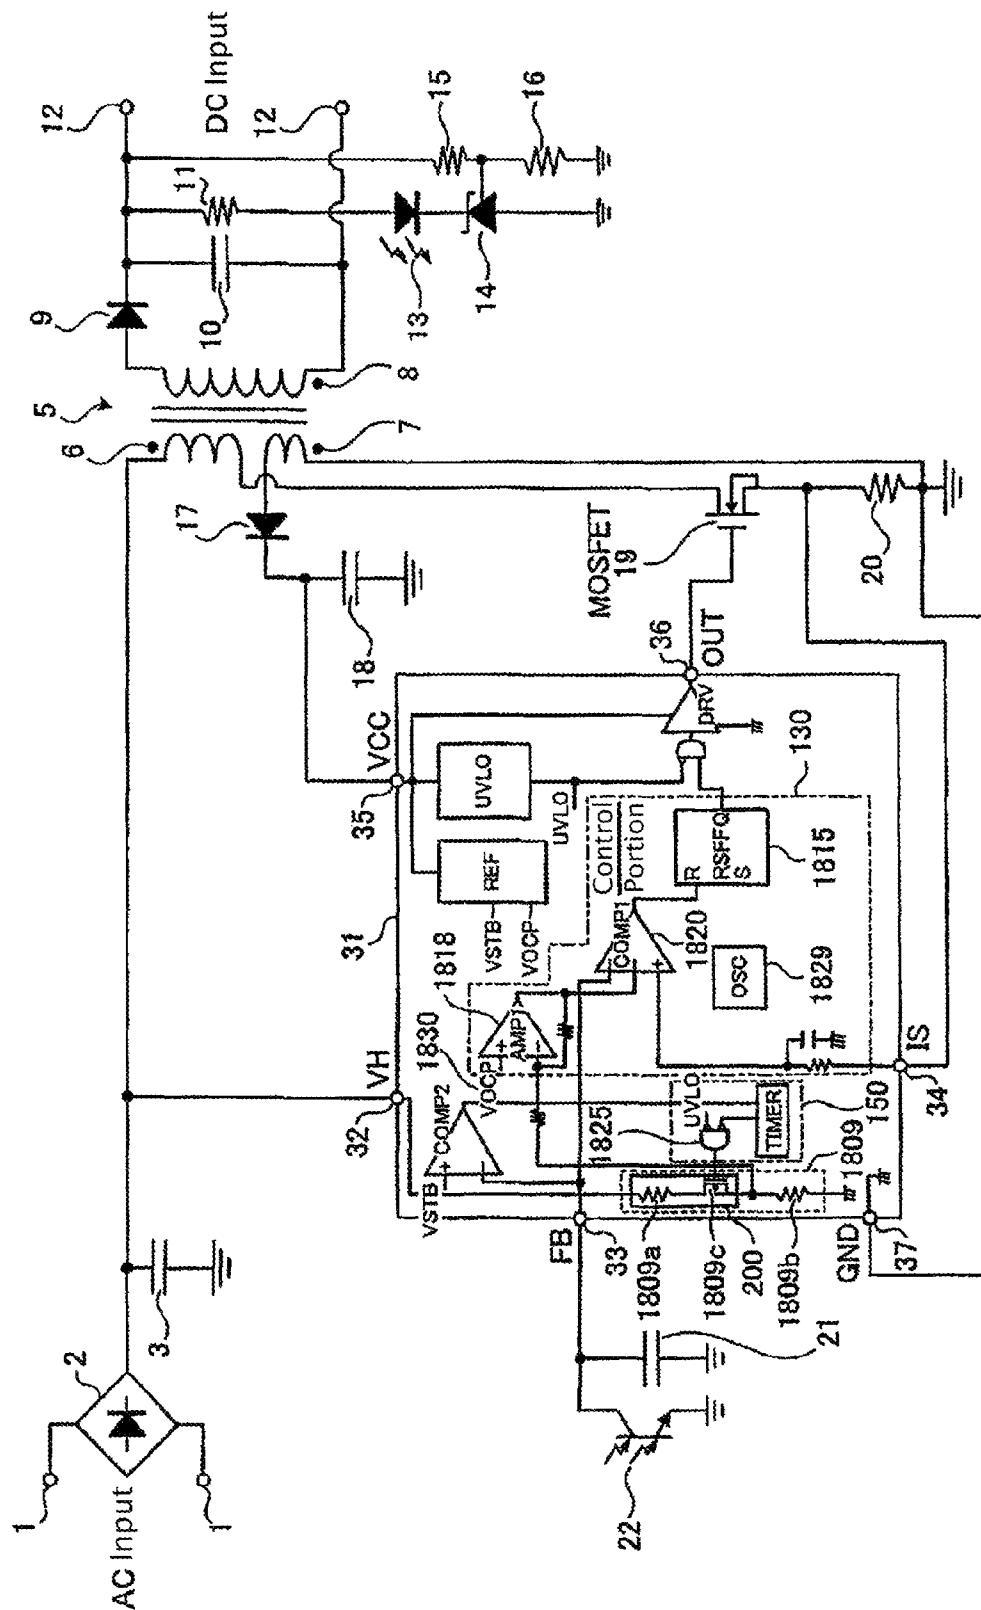 1
AC Input
1
2
3
5
6
7
8
9
10
11
12
DC Input
12
13
14
15
16
17
18
MOSFET
19
20
21
22
31
VH
32
VCC
35
36
OUT
IS
34
GND
37
FB
33
UVLO
UVLO
REF
VSTB
VOCP
DRV
130
Control
Portion
R
RSFFQ
S
1815
COMP1
1820
OSC
1829
1818
AMP1
VOCP
1830
COMP2
VSTB
1825
UVLO
TIMER
150
1809
1809a
1809c
200
1809b